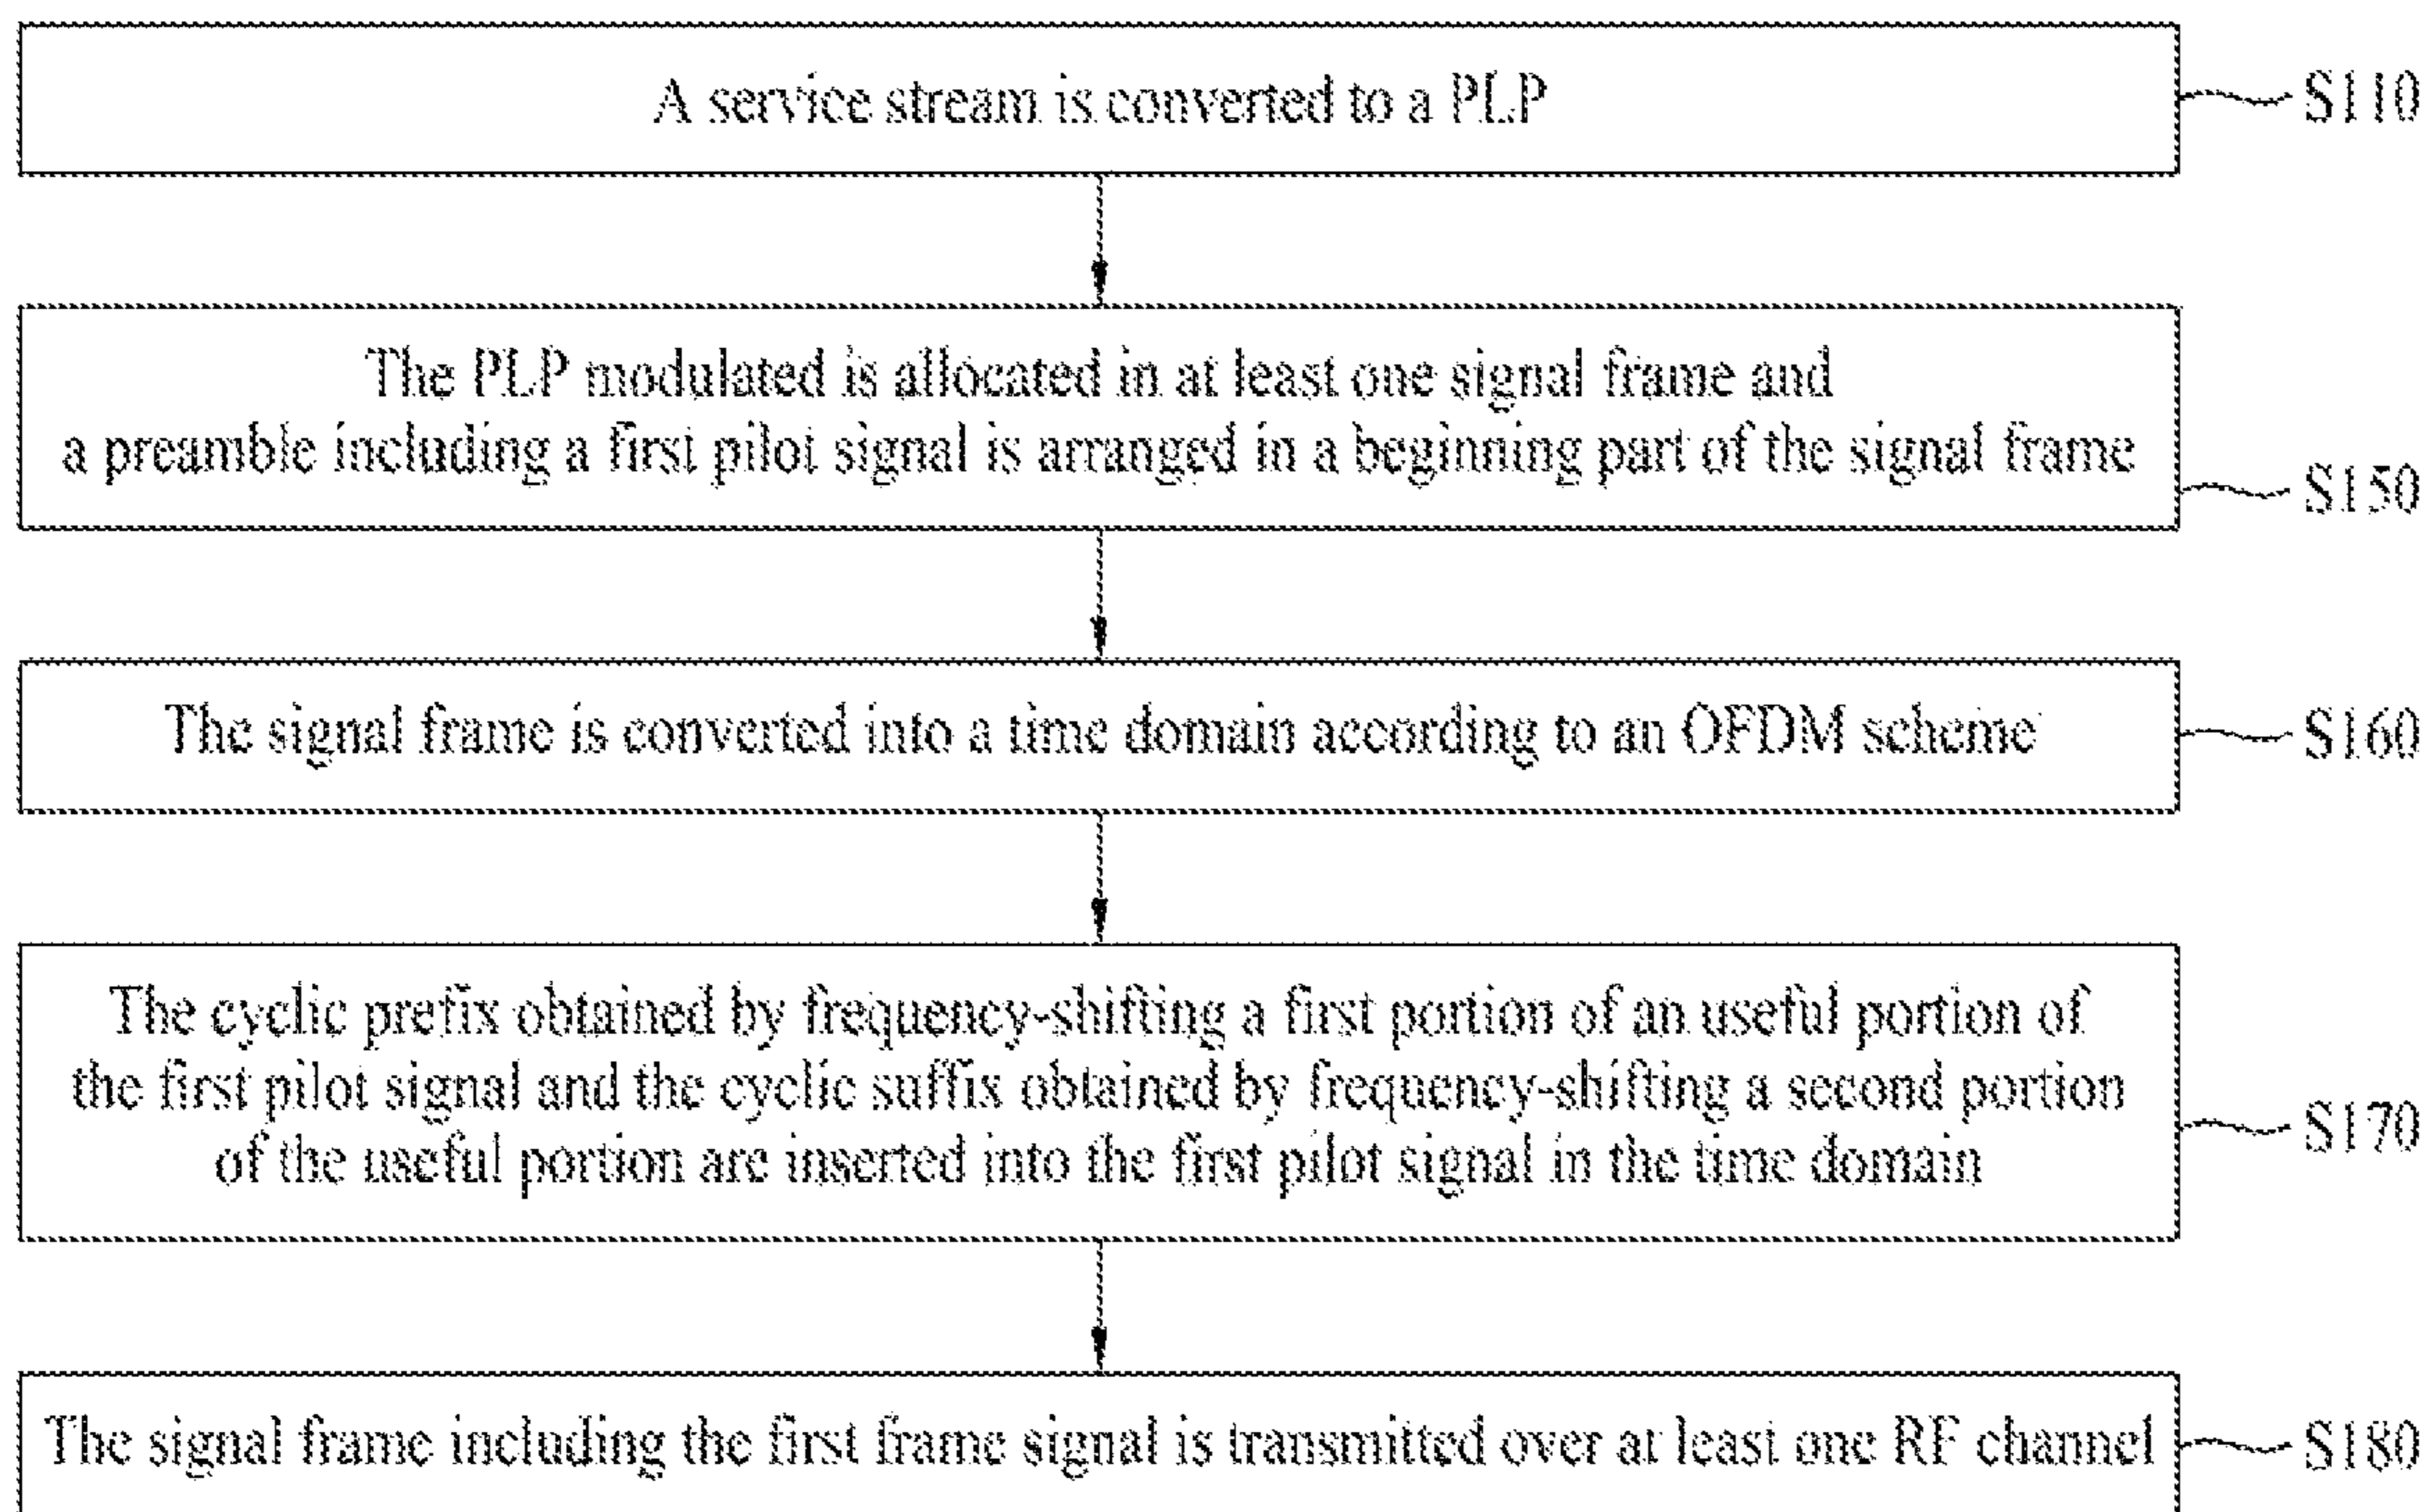 A service stream is converted to a PLP
S110
The PLP modulated is allocated in at least one signal frame and
a preamble including a first pilot signal is arranged in a beginning part of the signal frame
S150
The signal frame is converted into a time domain according to an OFDM scheme
S160
The cyclic prefix obtained by frequency-shifting a first portion of an useful portion of
the first pilot signal and the cyclic suffix obtained by frequency-shifting a second portion
of the useful portion are inserted into the first pilot signal in the time domain
S170
The signal frame including the first frame signal is transmitted over at least one RF channel
S180